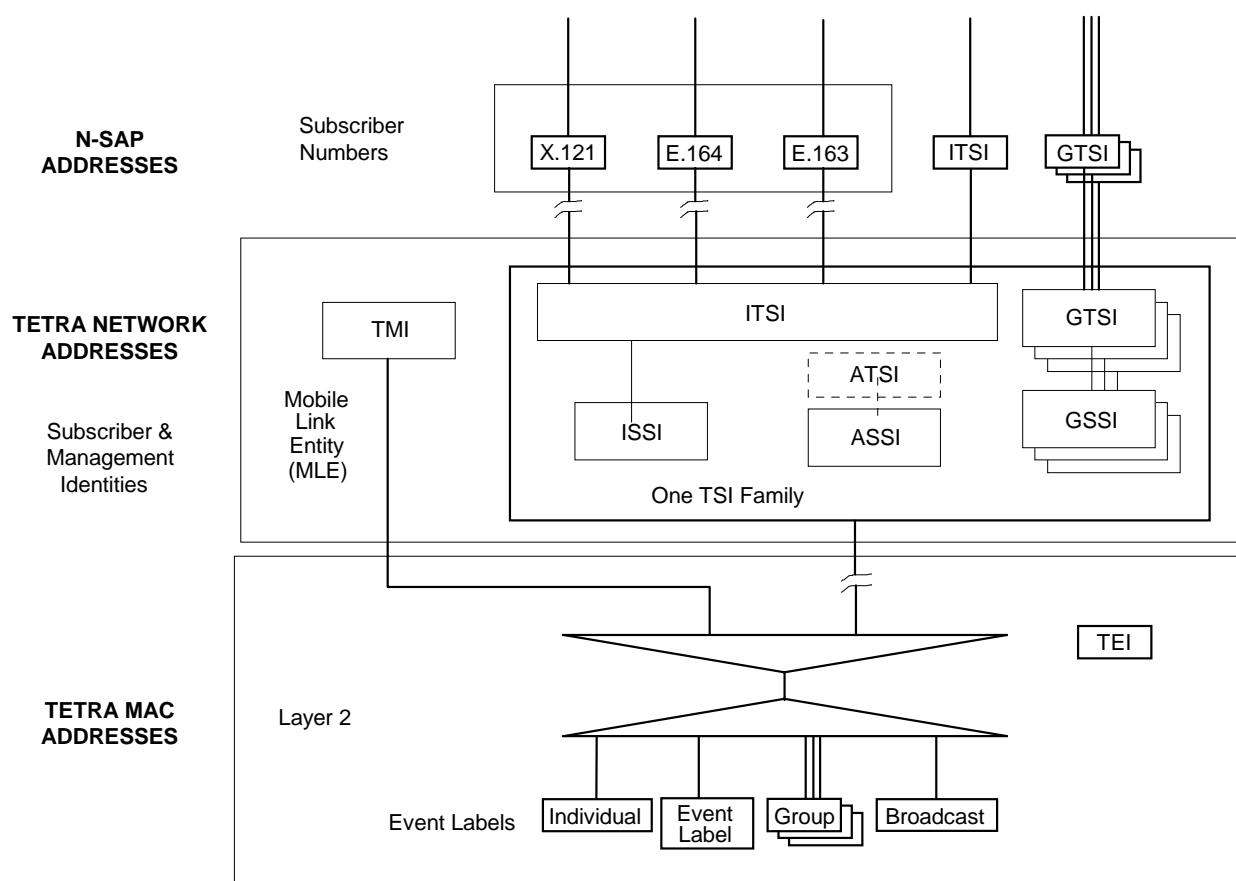 N-SAP
ADDRESSES
Subscriber
Numbers
X.121
E.164
E.163
ITSI
GTSI
TETRA NETWORK
ADDRESSES
Subscriber &
Management
Identities
TMI
Mobile
Link
Entity
(MLE)
ITSI
GTSI
ATSI
ISSI
ASSI
GSSI
One TSI Family
TEI
TETRA MAC
ADDRESSES
Layer 2
Event Labels
Individual
Event
Label
Group
Broadcast